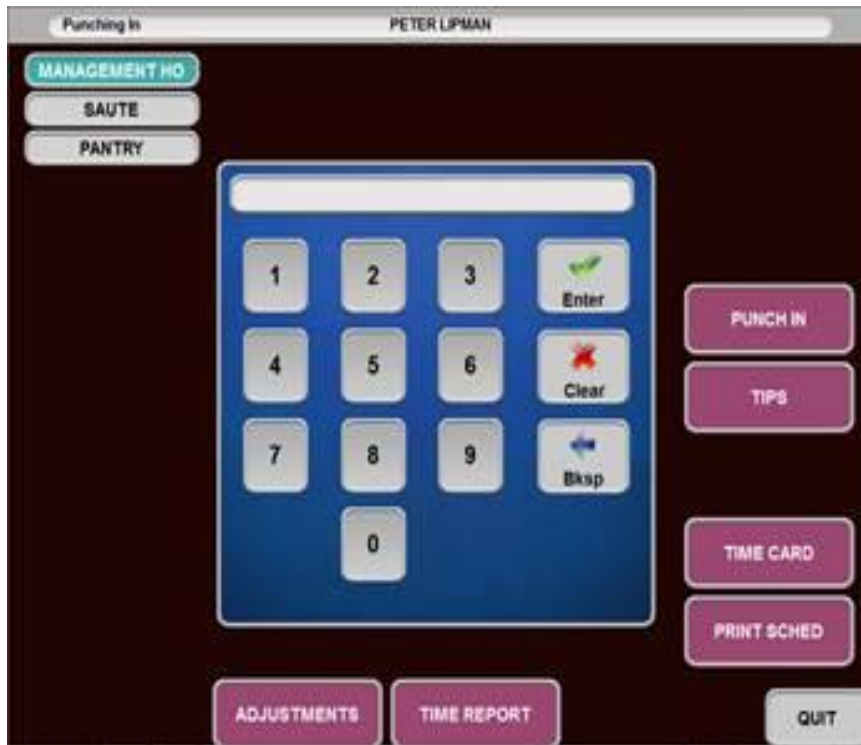 Punching In PETER LIPMAN
MANAGEMENT HO
SAUTE
PANTRY
1 2 3 Enter
4 5 6 Clear
7 8 9 Bksp
0
PUNCH IN
TIPS
TIME CARD
PRINT SCHED
ADJUSTMENTS TIME REPORT QUIT